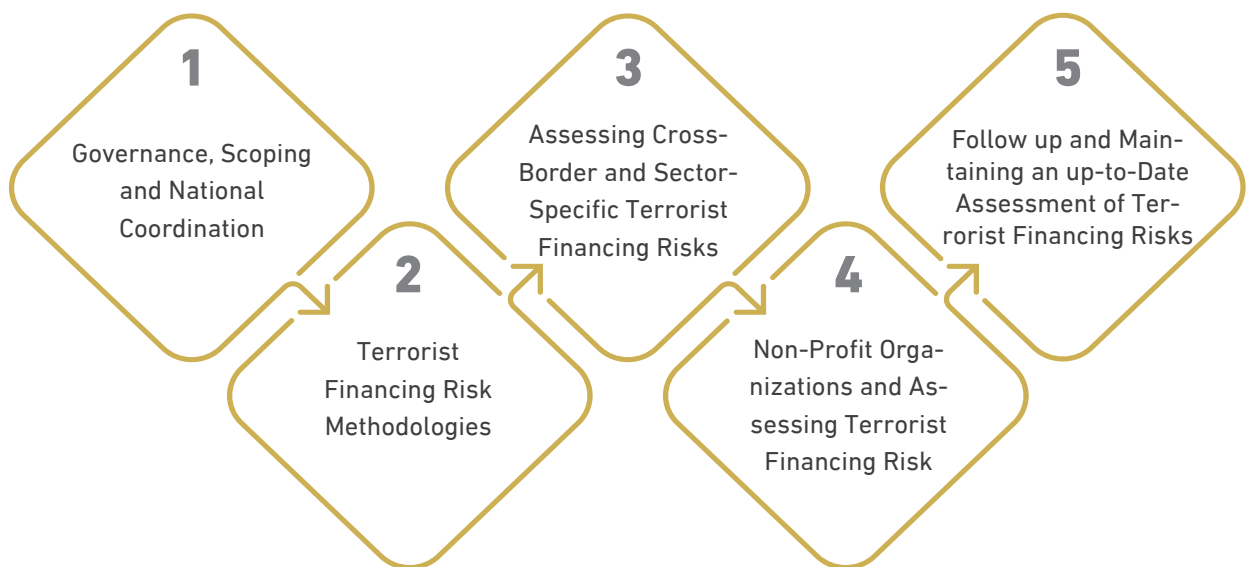 1
Governance, Scoping
and National
Coordination
2
Terrorist
Financing Risk
Methodologies
3
Assessing Cross-
Border and Sector-
Specific Terrorist
Financing Risks
4
Non-Profit Orga-
nizations and As-
sessing Terrorist
Financing Risk
5
Follow up and Main-
taining an up-to-Date
Assessment of Ter-
rorist Financing Risks